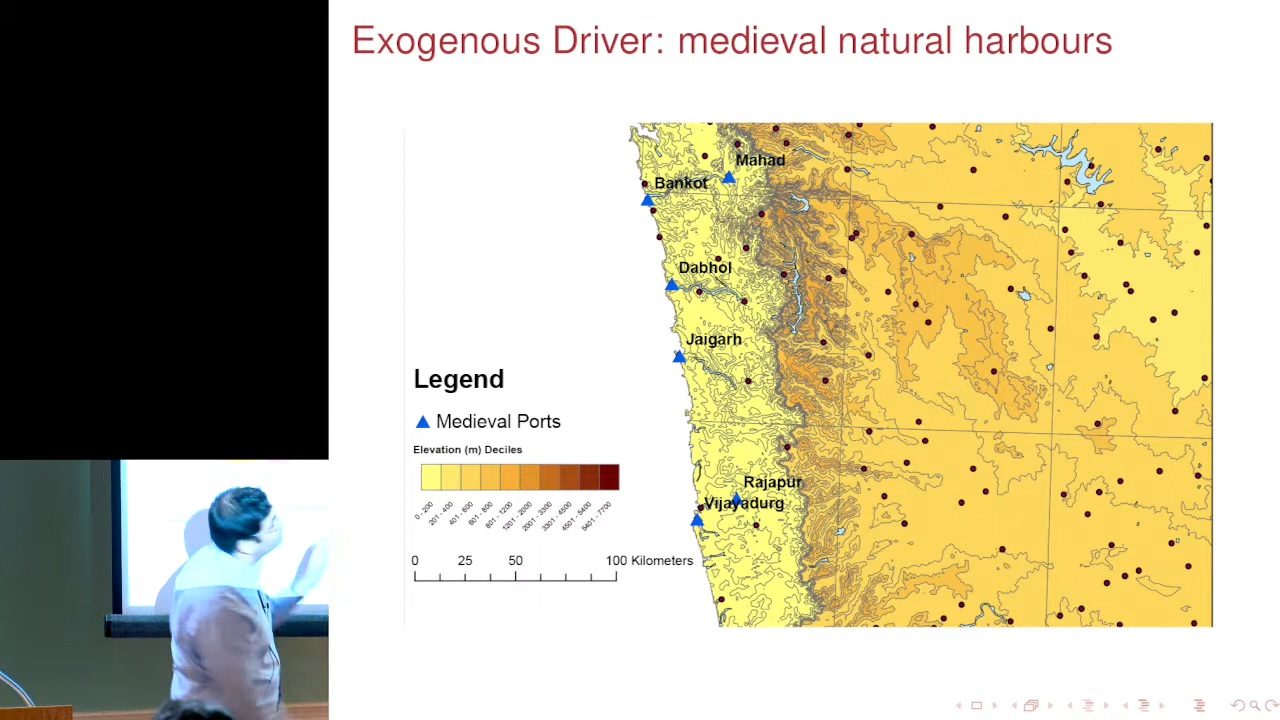 Exogenous Driver: medieval natural harbours
Mahad
Bankot
Dabhol
Jaigarh
Rajapur
Vijayadurg
Legend
Medieval Ports
Elevation (m) Deciles
0 - 200
201 - 400
401 - 600
601 - 800
801 - 1200
1201 - 2000
2001 - 3300
3301 - 4500
4501 - 5400
5401 - 7700
0 25 50 100 Kilometers